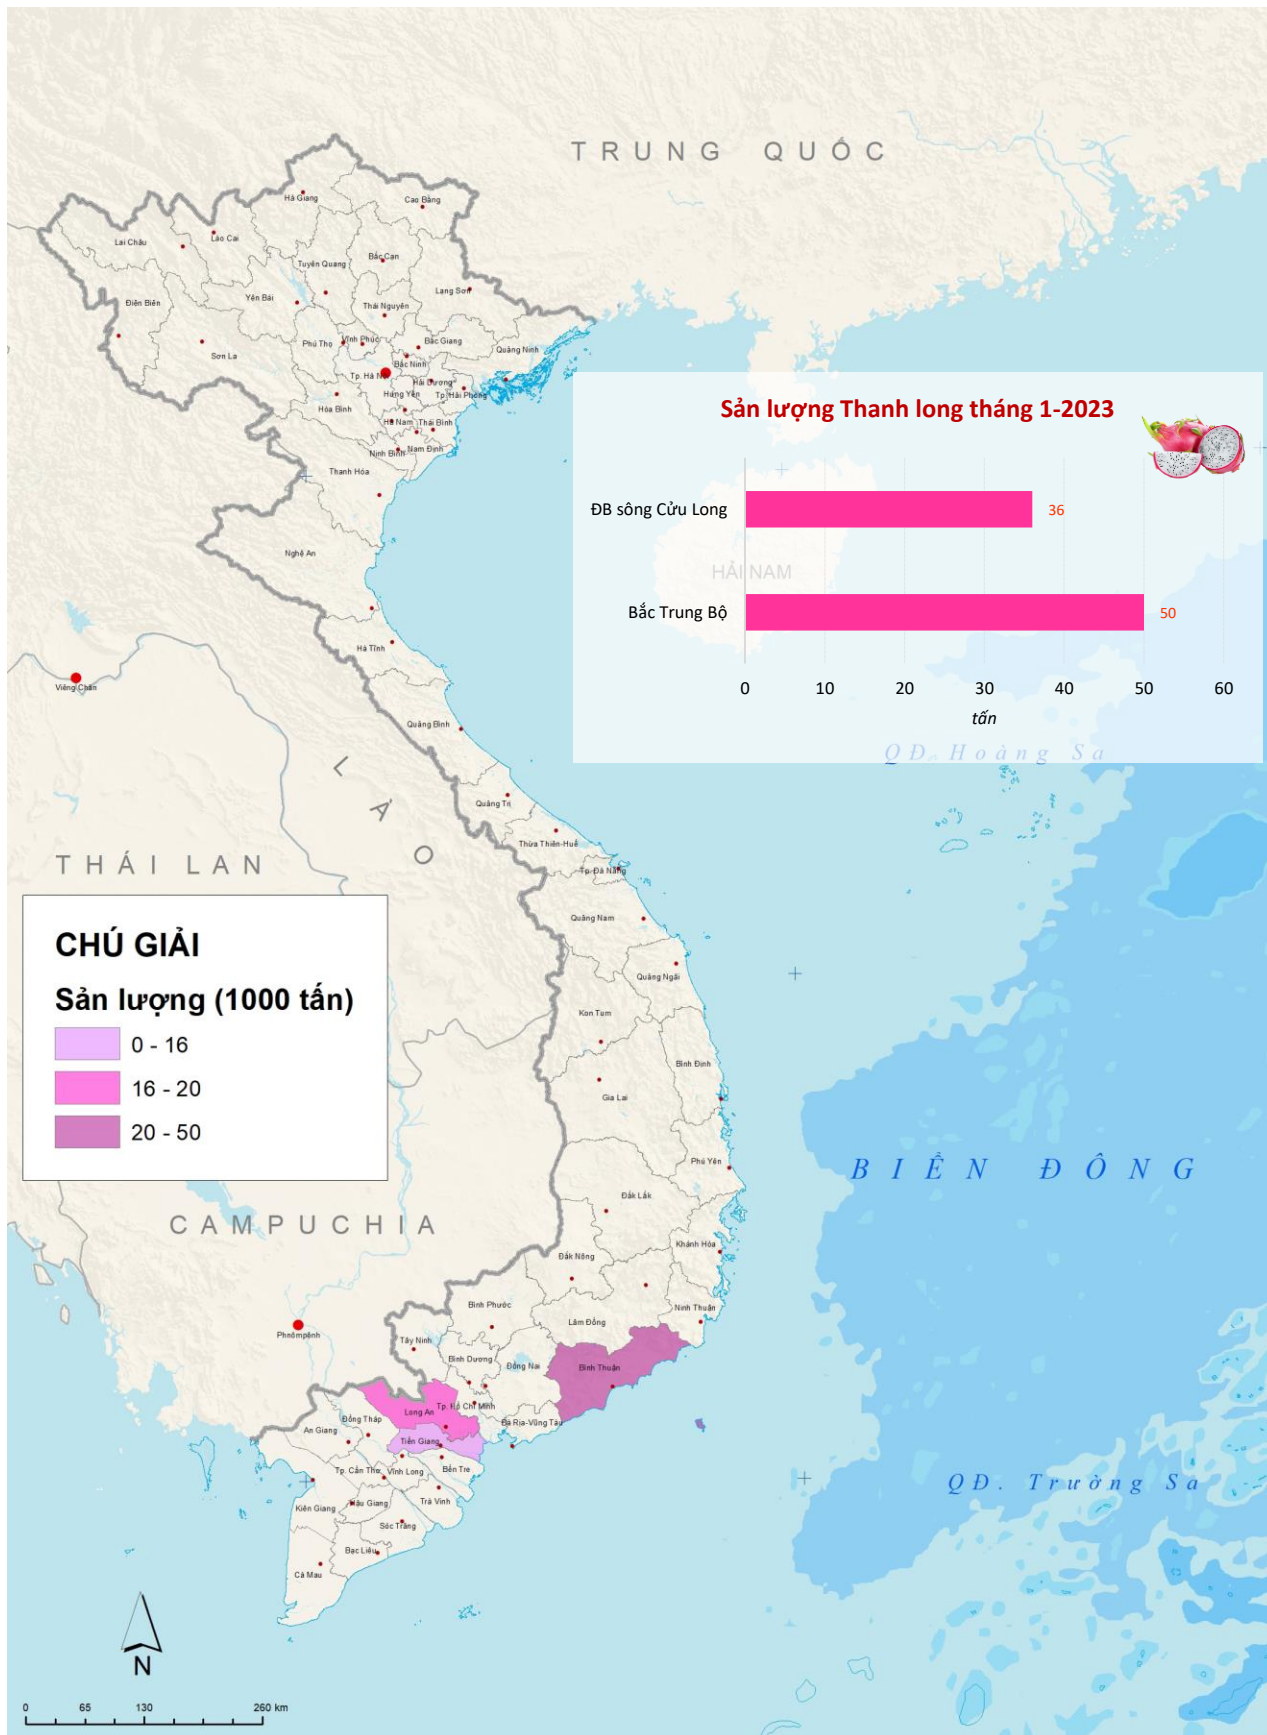 TRUNG QUỐC
Hà Giang
Cao Bằng
Lai Châu
Lào Cai
Tuyên Quang
Bắc Cạn
Điện Biên
Yên Bái
Lạng Sơn
Thái Nguyên
Phú Thọ
Vĩnh Phúc
Bắc Giang
Quảng Ninh
Sơn La
Bắc Ninh
Tp. Hà N
Hải Dương
Hưng Yên
Tp. Hải Phòng
Hòa Bình
Hà Nam
Thái Bình
Ninh Bình
Nam Định
Thanh Hóa
Nghệ An
Hà Tĩnh
Viêng Chăn
Quảng Bình
LÀO
Quảng Trị
Thừa Thiên-Huế
Tp. Đà Nẵng
THÁI LAN
Quảng Nam
Quảng Ngãi
Kon Tum
Bình Định
Gia Lai
Phú Yên
Đắk Lắk
Khánh Hòa
Đắk Nông
CAMPUCHIA
Bình Phước
Lâm Đồng
Ninh Thuận
Phnômpênh
Tây Ninh
Bình Dương
Đồng Nai
Bình Thuận
Long An
Tp. Hồ Chí Minh
Bà Rịa-Vũng Tàu
Đồng Tháp
An Giang
Tiền Giang
Tp. Cần Thơ
Vĩnh Long
Bến Tre
Kiên Giang
Hậu Giang
Trà Vinh
Sóc Trăng
Bạc Liêu
Cà Mau
Sản lượng Thanh long tháng 1-2023
ĐB sông Cửu Long 36
HẢI NAM
Bắc Trung Bộ 50
0 10 20 30 40 50 60
tấn
QĐ. Hoàng Sa
BIỂN ĐÔNG
QĐ. Trường Sa
CHÚ GIẢI
Sản lượng (1000 tấn)
0 - 16
16 - 20
20 - 50
N
0 65 130 260 km